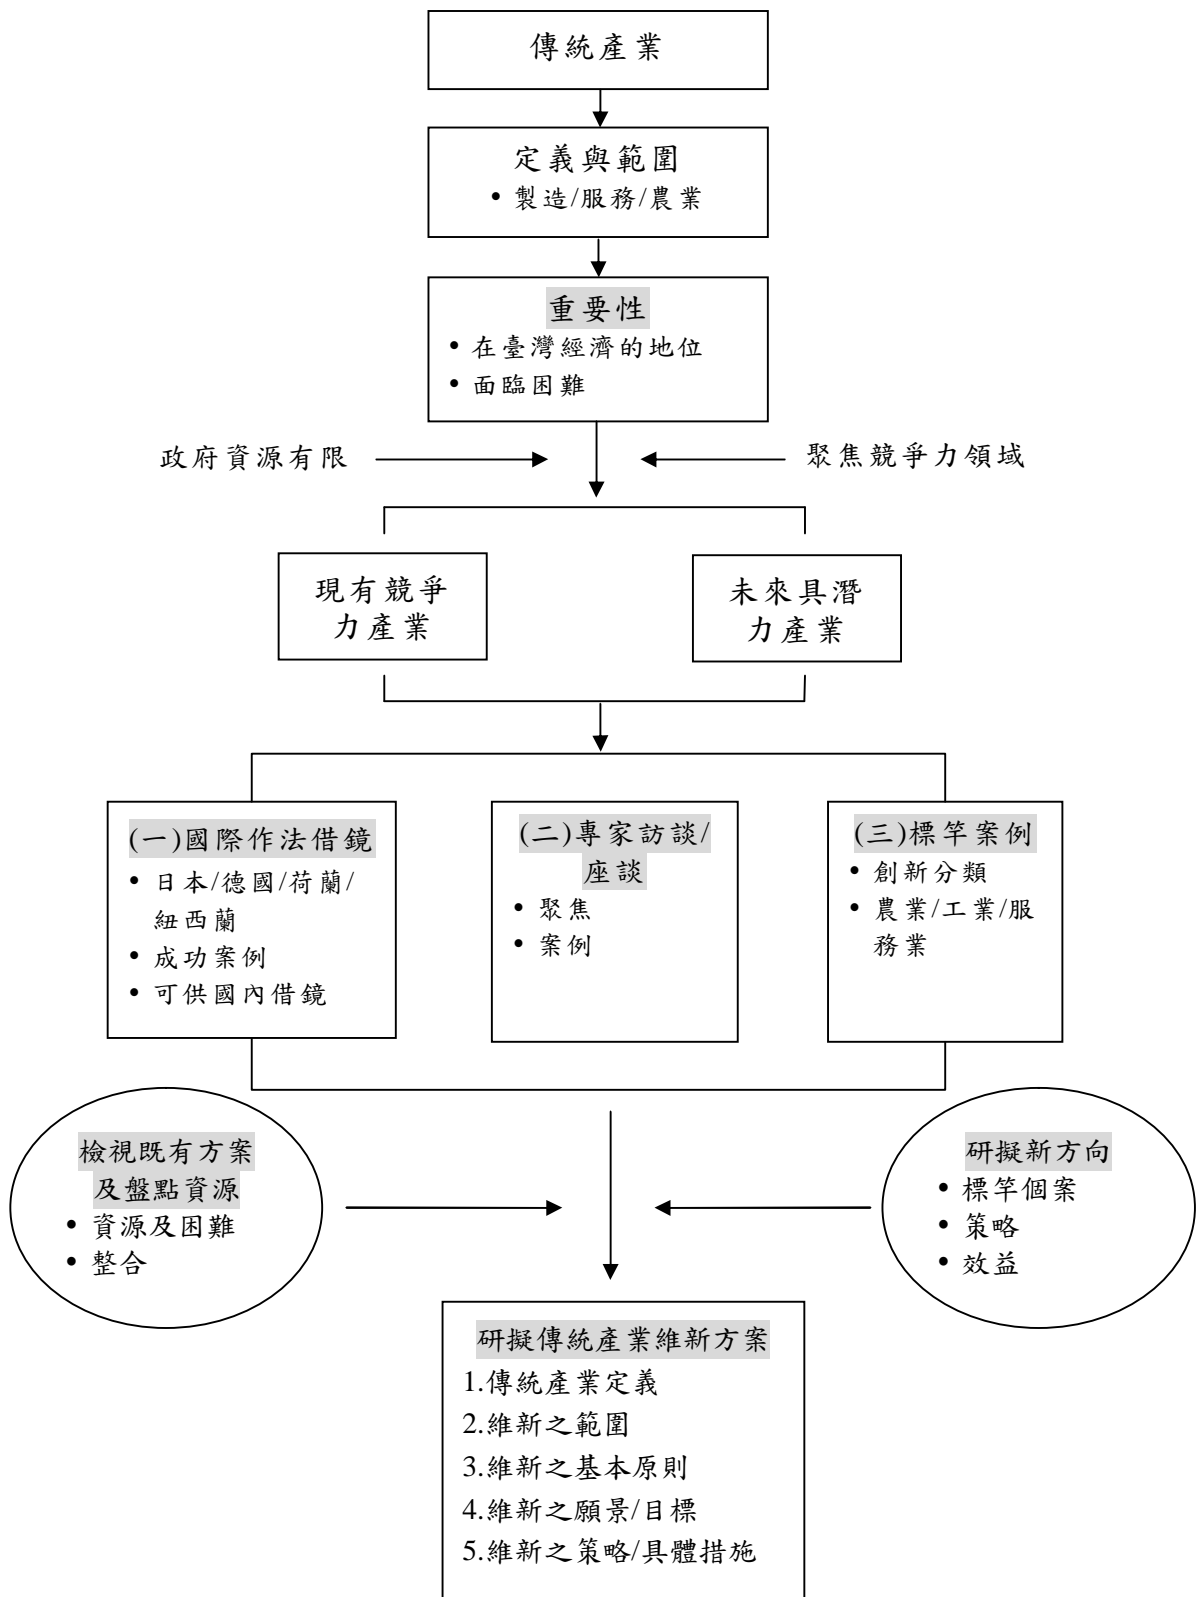 傳統產業
定義與範圍
• 製造/服務/農業
重要性
• 在臺灣經濟的地位
• 面臨困難
政府資源有限
聚焦競爭力領域
現有競爭
力產業
未來具潛
力產業
(一)國際作法借鏡
• 日本/德國/荷蘭/
紐西蘭
• 成功案例
• 可供國內借鏡
(二)專家訪談/
座談
• 聚焦
• 案例
(三)標竿案例
• 創新分類
• 農業/工業/服
務業
檢視既有方案
及盤點資源
• 資源及困難
• 整合
研擬新方向
• 標竿個案
• 策略
• 效益
研擬傳統產業維新方案
1.傳統產業定義
2.維新之範圍
3.維新之基本原則
4.維新之願景/目標
5.維新之策略/具體措施